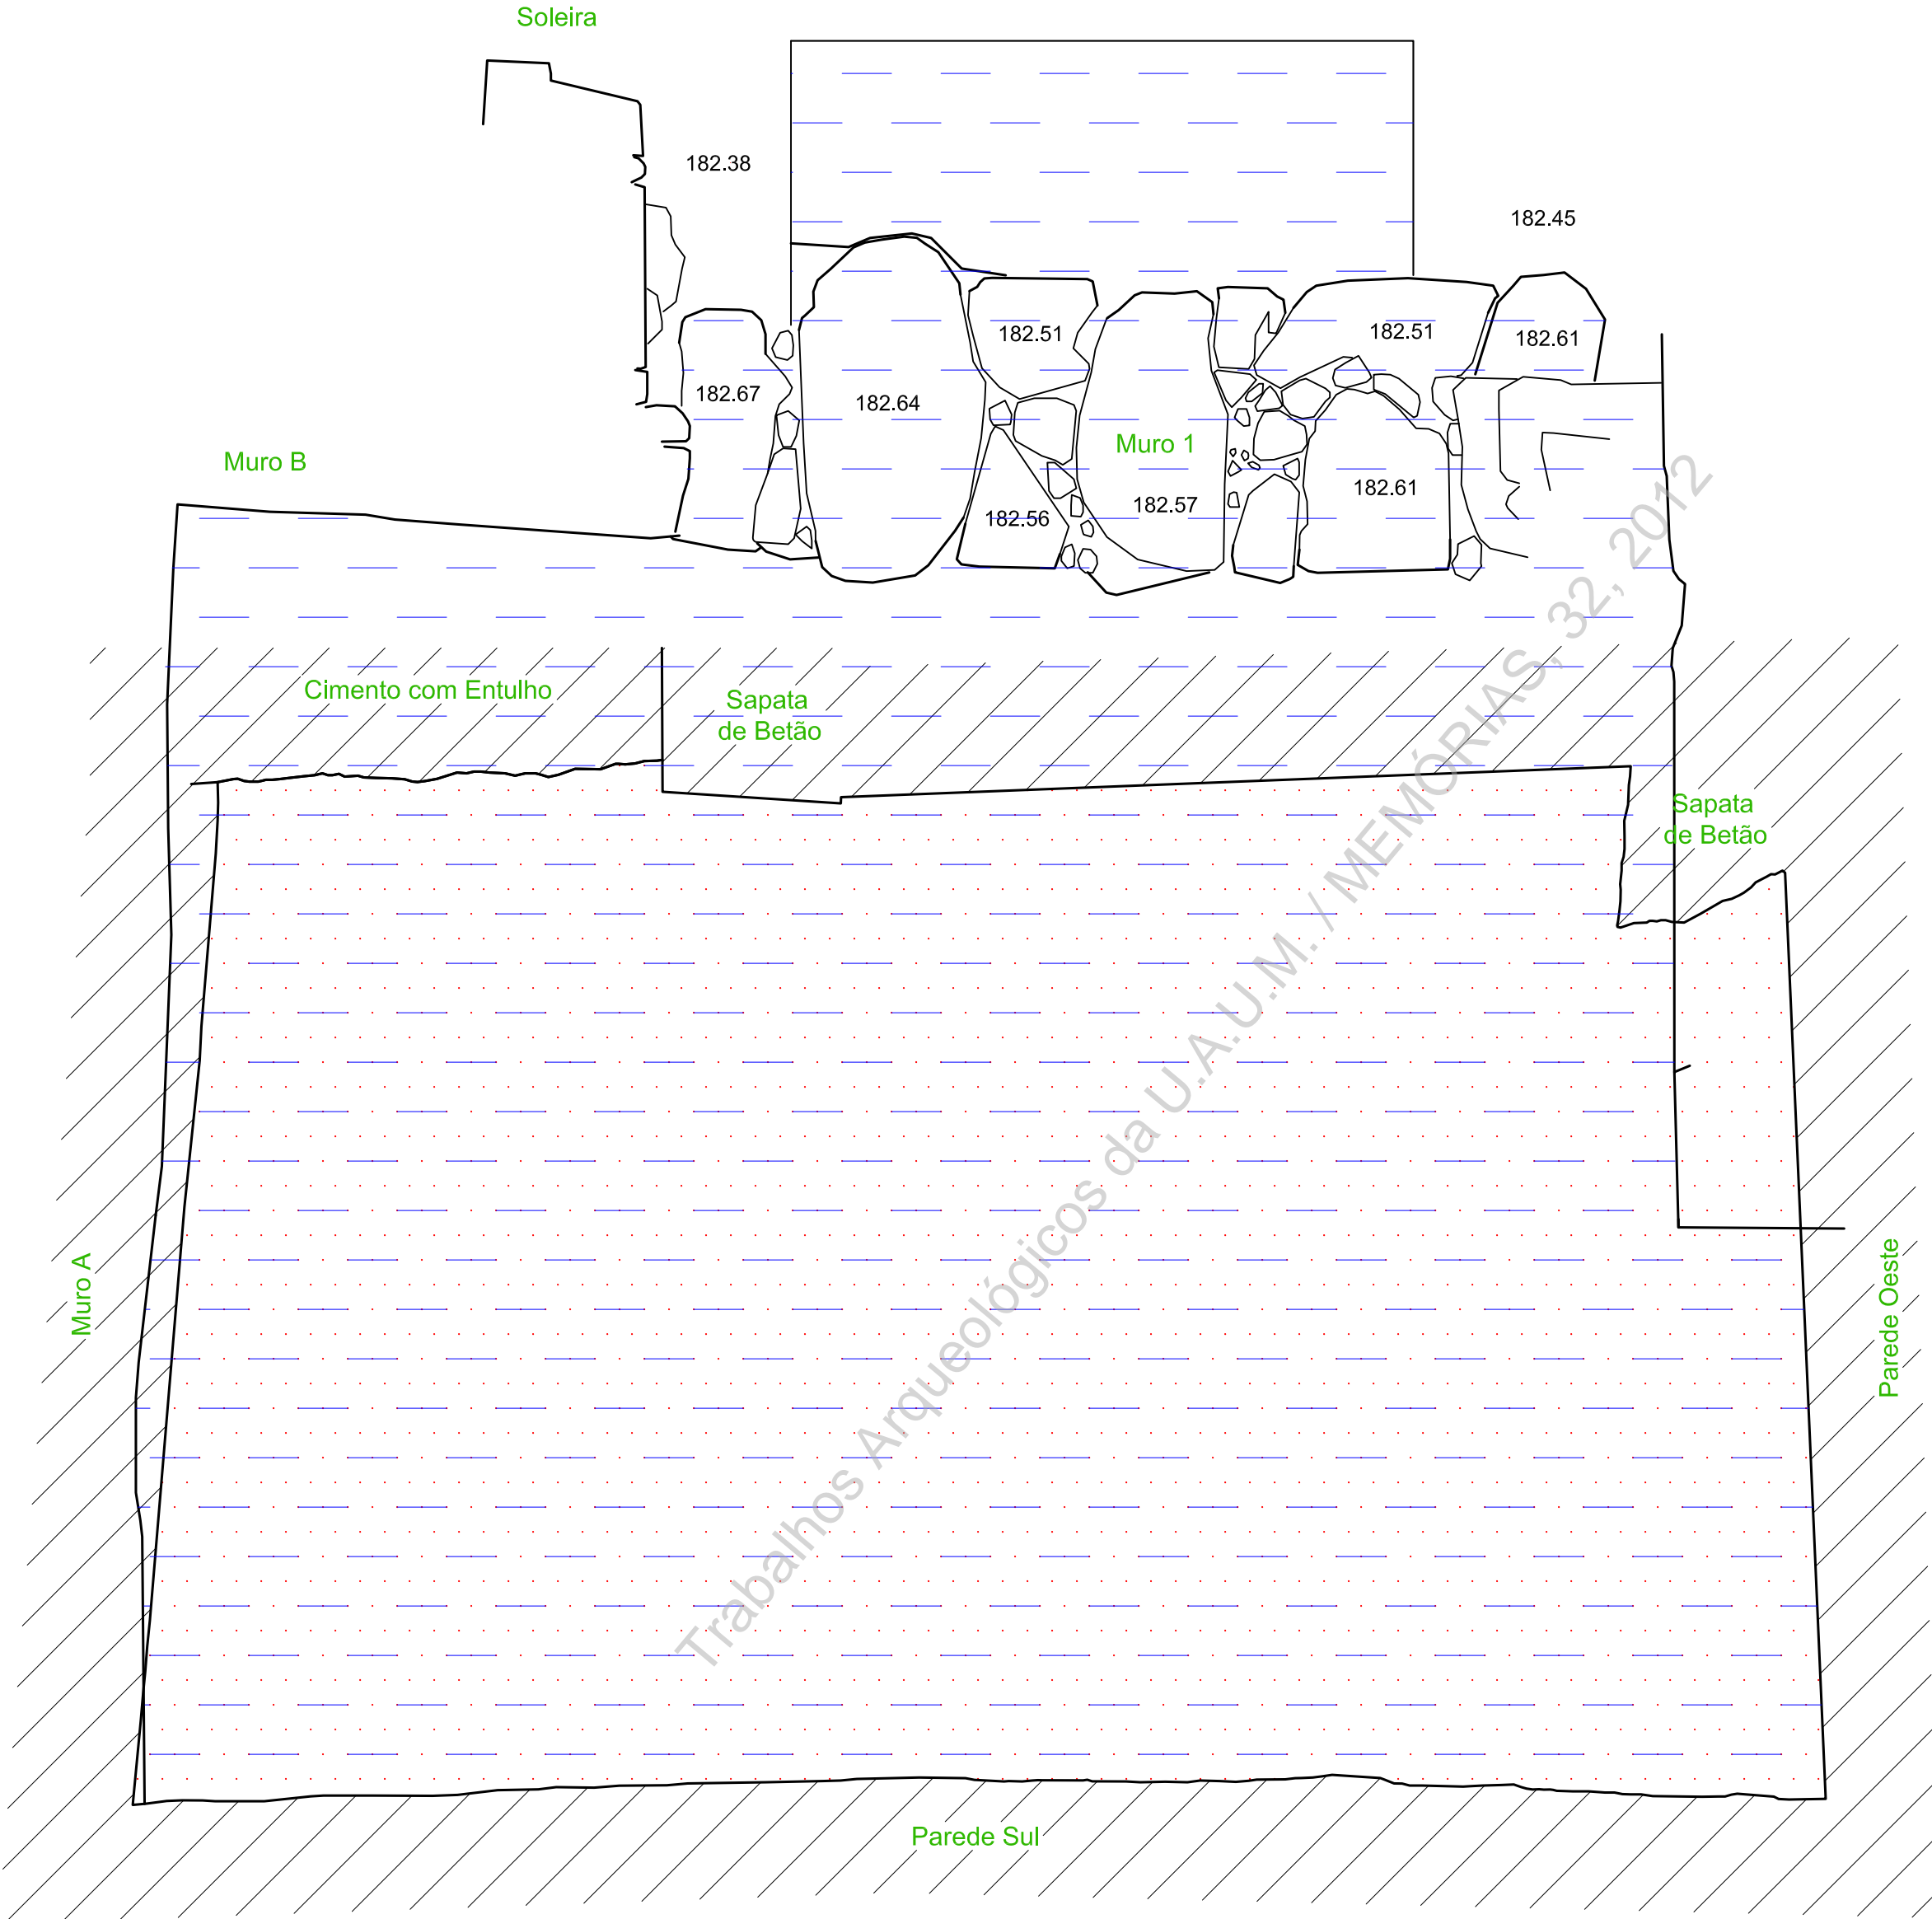 Soleira
182.38
182.45
182.51
182.51
182.61
182.67
182.64
Muro 1
Muro B
182.61
182.57
182.56
Cimento com Entulho
Sapata
de Betão
Sapata
de Betão
Trabalhos Arqueológicos da U.A.U.M. / MEMÓRIAS, 32, 2012
Muro A
Parede Oeste
Parede Sul